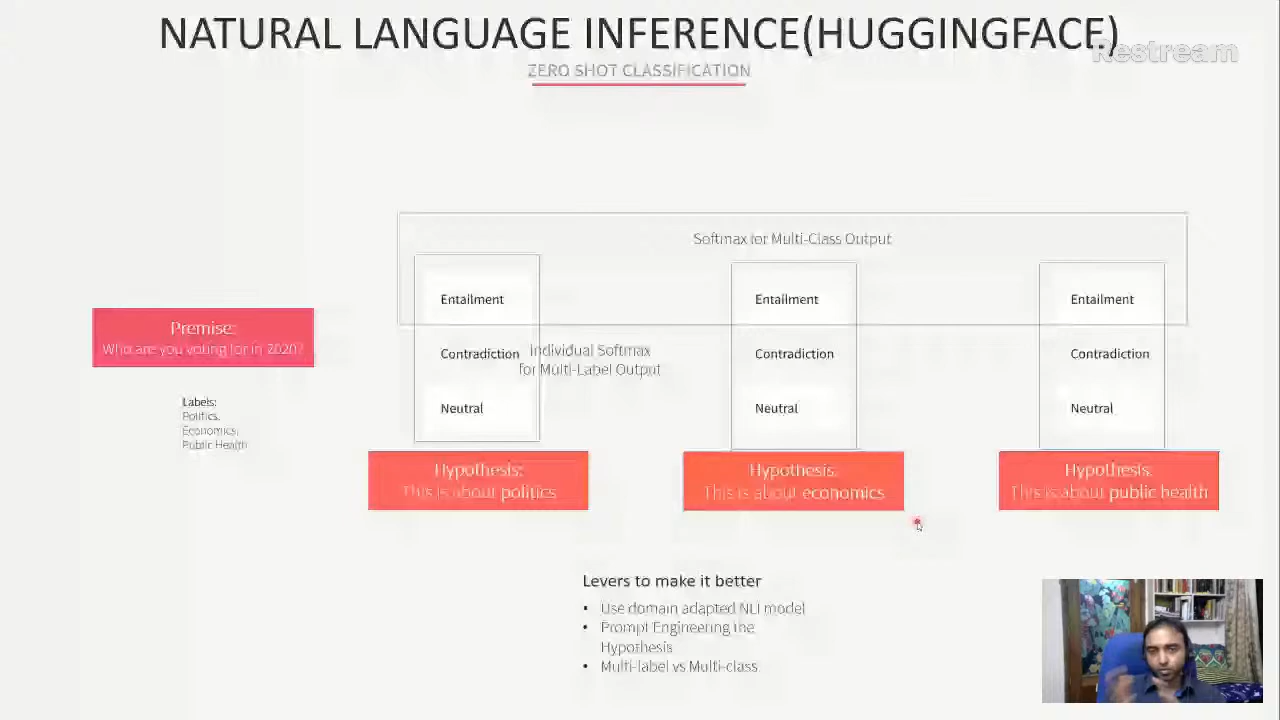 NATURAL LANGUAGE INFERENCE(HUGGINGFACE)
Restream
ZERO SHOT CLASSIFICATION
Softmax for Multi-Class Output
Entailment
Entailment
Entailment
Premise:
Who are you voting for in 2020?
Contradiction
Individual Softmax
for Multi-Label Output
Contradiction
Contradiction
Labels:
Politics,
Economics,
Public Health
Neutral
Neutral
Neutral
Hypothesis:
This is about politics
Hypothesis:
This is about economics
Hypothesis:
This is about public health
Levers to make it better
• Use domain adapted NLI model
• Prompt Engineering the
Hypothesis
• Multi-label vs Multi-class